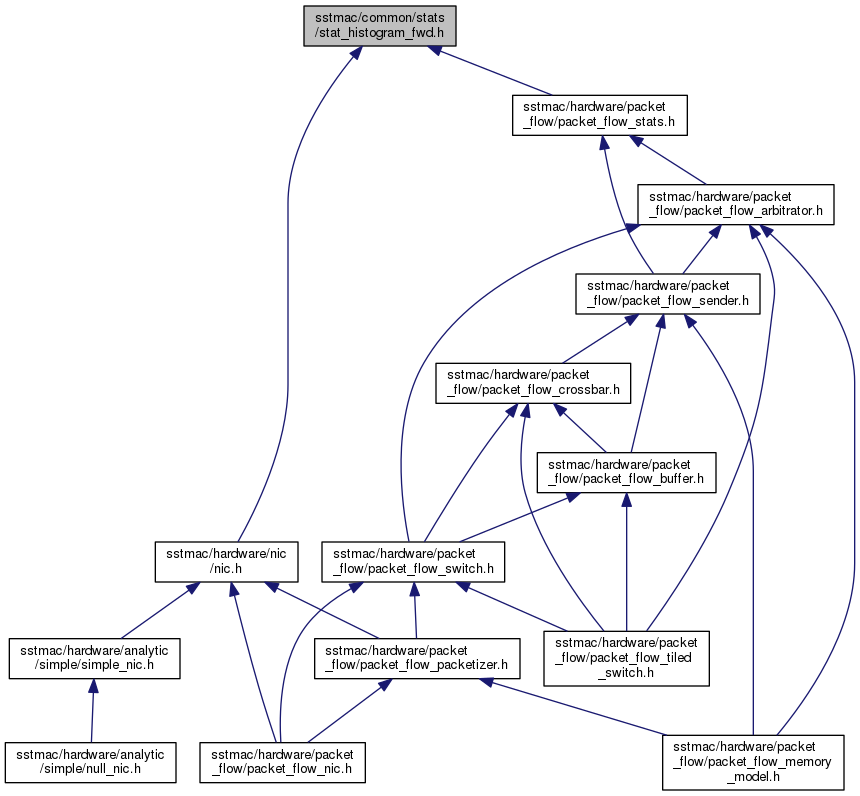 sstmac/common/stats
/stat_histogram_fwd.h
sstmac/hardware/packet
_flow/packet_flow_stats.h
sstmac/hardware/packet
_flow/packet_flow_arbitrator.h
sstmac/hardware/packet
_flow/packet_flow_sender.h
sstmac/hardware/packet
_flow/packet_flow_crossbar.h
sstmac/hardware/packet
_flow/packet_flow_buffer.h
sstmac/hardware/nic
/nic.h
sstmac/hardware/packet
_flow/packet_flow_switch.h
sstmac/hardware/analytic
/simple/simple_nic.h
sstmac/hardware/packet
_flow/packet_flow_packetizer.h
sstmac/hardware/packet
_flow/packet_flow_tiled
_switch.h
sstmac/hardware/analytic
/simple/null_nic.h
sstmac/hardware/packet
_flow/packet_flow_nic.h
sstmac/hardware/packet
_flow/packet_flow_memory
_model.h